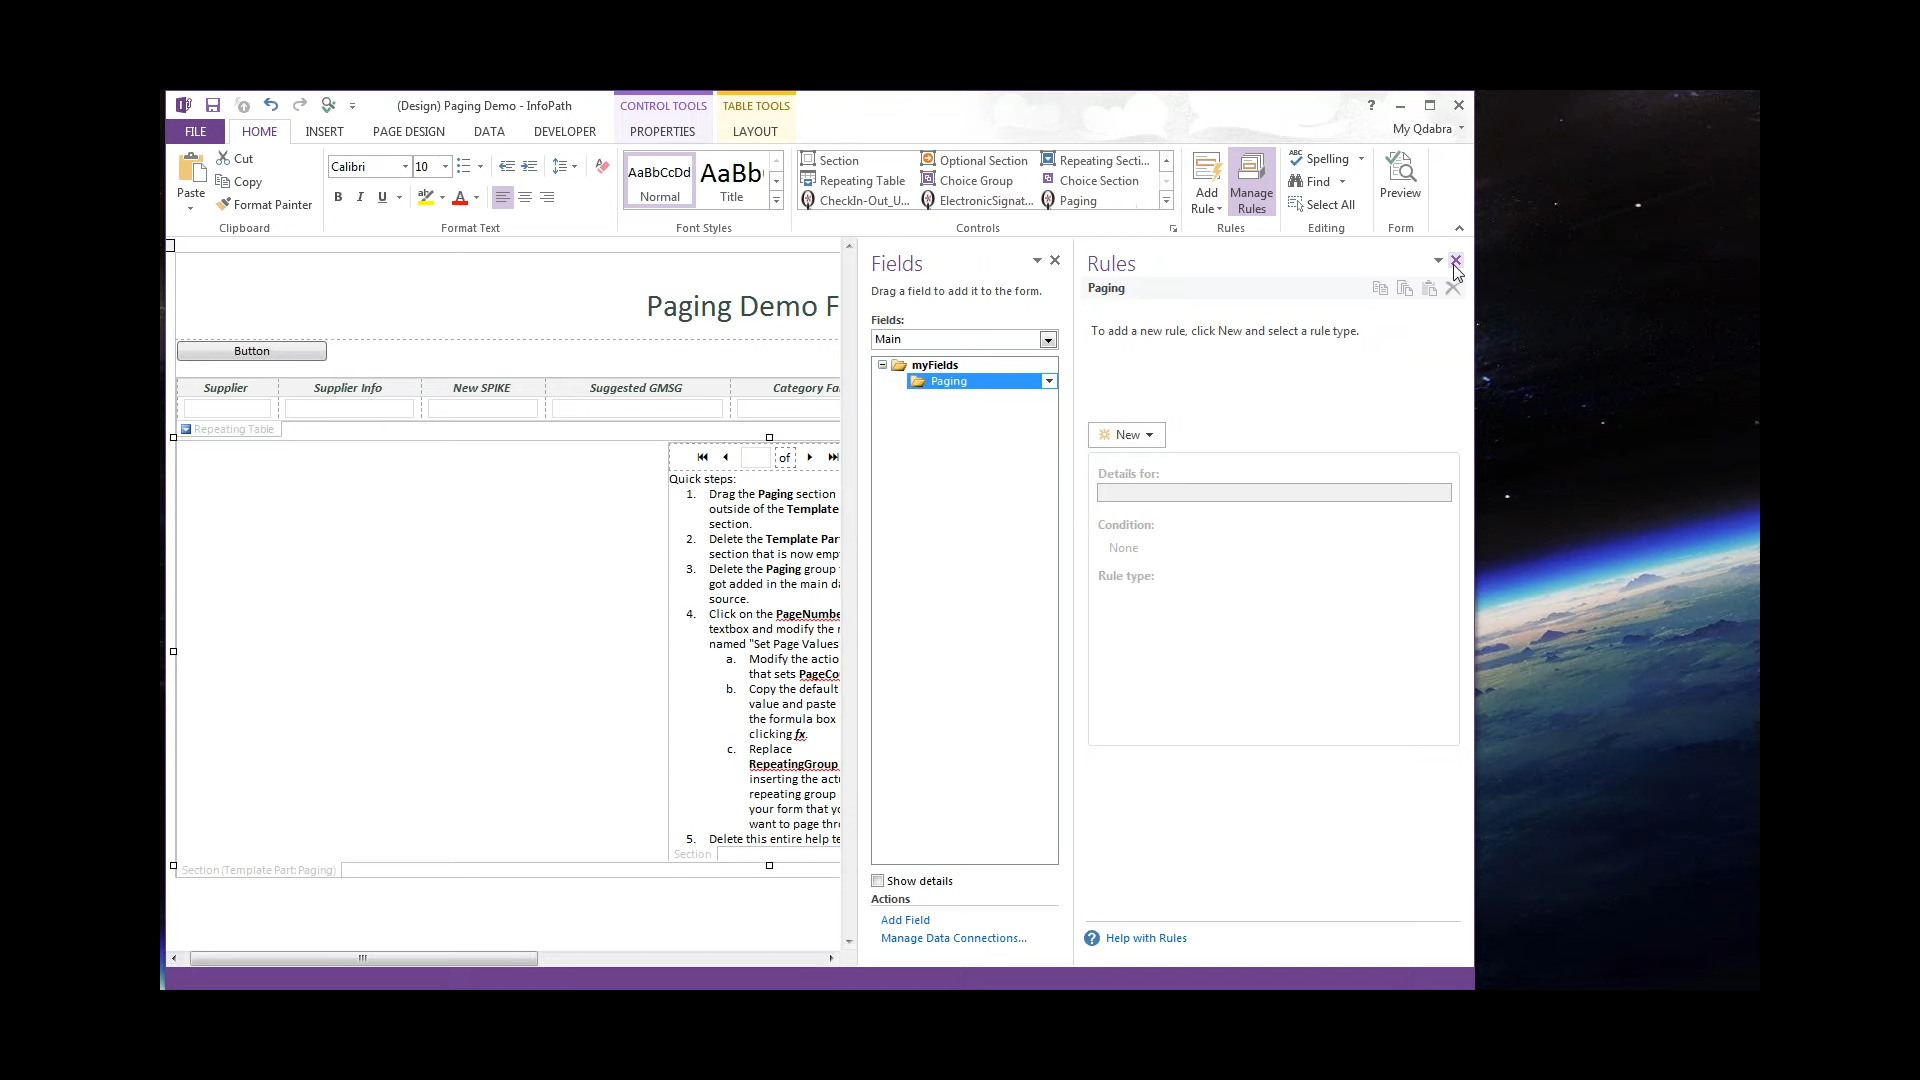 (Design) Paging Demo - InfoPath
CONTROL TOOLS
TABLE TOOLS
?
FILE
HOME
INSERT
PAGE DESIGN
DATA
DEVELOPER
PROPERTIES
LAYOUT
My Qdabra
Paste
Cut
Copy
Format Painter
Clipboard
Calibri
10
B I U
Format Text
AaBbCcDd
Normal
AaBb
Title
Font Styles
Section
Optional Section
Repeating Secti...
Repeating Table
Choice Group
Choice Section
CheckIn-Out_U...
ElectronicSignat...
Paging
Controls
Add Rule
Manage Rules
Rules
Spelling
Find
Select All
Editing
Preview
Form
Paging Demo F
Button
Supplier
Supplier Info
New SPIKE
Suggested GMSG
Category Fa
Repeating Table
of
Quick steps:
1. Drag the Paging section
outside of the Template
section.
2. Delete the Template Par
section that is now emp
3. Delete the Paging group
got added in the main da
source.
4. Click on the PageNumbe
textbox and modify the r
named "Set Page Values
a. Modify the actio
that sets PageCo
b. Copy the default
value and paste
the formula box
clicking fx.
c. Replace
RepeatingGroup
inserting the actu
repeating group
your form that yo
want to page thro
5. Delete this entire help te
Section
Section (Template Part: Paging)
Fields
Drag a field to add it to the form.
Fields:
Main
myFields
Paging
Show details
Actions
Add Field
Manage Data Connections...
Rules
Paging
To add a new rule, click New and select a rule type.
New
Details for:
Condition:
None
Rule type:
Help with Rules